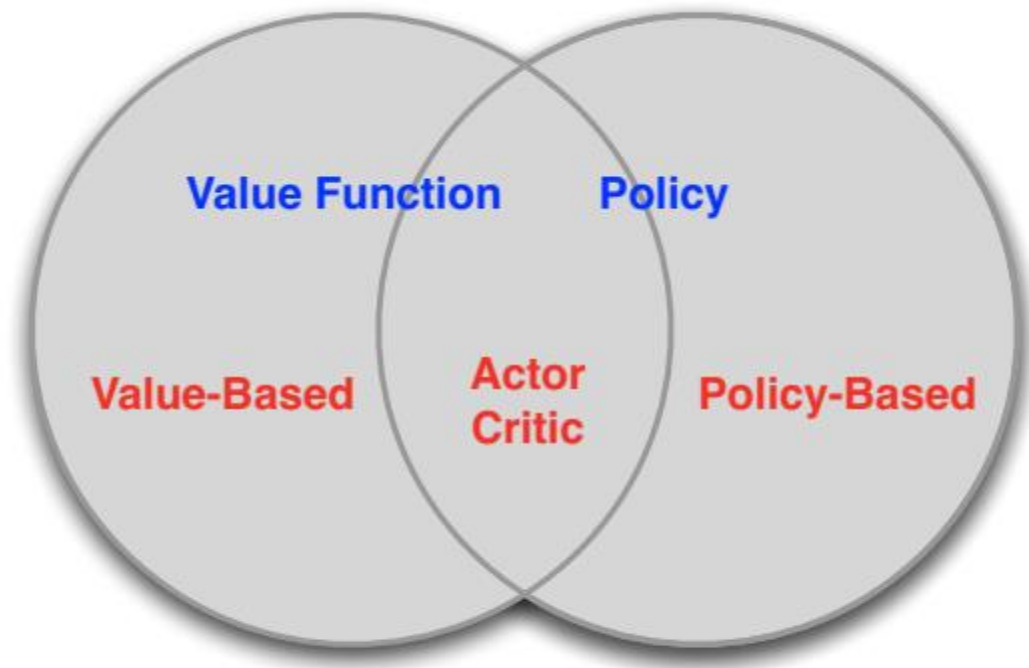 Value Function
Policy
Value-Based
Actor
Critic
Policy-Based